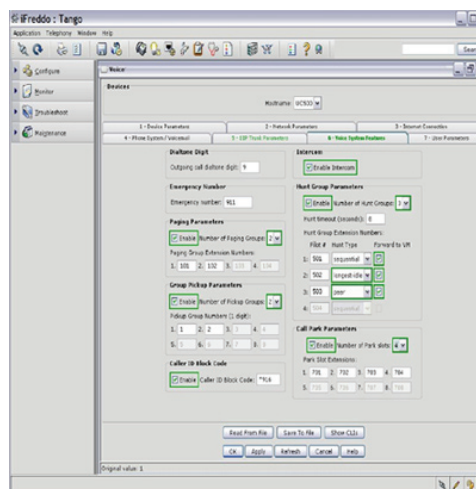 iFreddo : Tango
Application Telephony Window Help
Sear
Configure
Monitor
Troubleshoot
Maintenance
Voice
Devices
Hostname: UC520
1 - Device Parameters 2 - Network Parameters 3 - Internet Connection
4 - Phone System / Voicemail 5 - SIP Trunk Parameters 6 - Voice System Features 7 - User Parameters
Dialtone Digit
Outgoing call dialtone digit: 9
Emergency Number
Emergency number: 911
Paging Parameters
Enable Number of Paging Groups: 2
Paging Group Extension Numbers:
1. 101 2. 102 3. 4.
Group Pickup Parameters
Enable Number of Pickup Groups: 2
Pickup Group Numbers (1 digit):
1. 1 2. 2 3. 3 4. 4
5. 5 6. 6 7. 7 8. 8
Caller ID Block Code
Enable Caller ID Block Code: *916
Intercom
Enable Intercom
Hunt Group Parameters
Enable Number of Hunt Groups: 3
Hunt timeout (seconds): 8
Hunt Group Extension Numbers:
Pilot # Hunt Type Forward to VM
1: 501 sequential
2: 502 longest-idle
3: 503 peer
4: 504 sequential
Call Park Parameters
Enable Number of Park slots: 4
Park Slot Extensions:
1. 701 2. 702 3. 703 4. 704
5. 705 6. 706 7. 707 8. 708
Read From File Save To File Show CLIs
OK Apply Refresh Cancel Help
Original value: 1